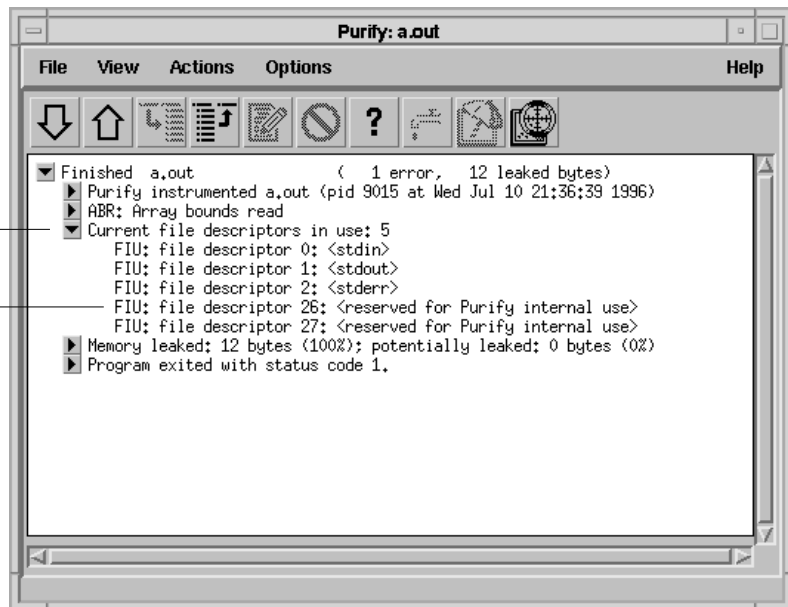 Purify: a.out
File View Actions Options Help
?
Finished a.out ( 1 error, 12 leaked bytes)
Purify instrumented a.out (pid 9015 at Wed Jul 10 21:36:39 1996)
ABR: Array bounds read
Current file descriptors in use: 5
FIU: file descriptor 0: <stdin>
FIU: file descriptor 1: <stdout>
FIU: file descriptor 2: <stderr>
FIU: file descriptor 26: <reserved for Purify internal use>
FIU: file descriptor 27: <reserved for Purify internal use>
Memory leaked: 12 bytes (100%); potentially leaked: 0 bytes (0%)
Program exited with status code 1.